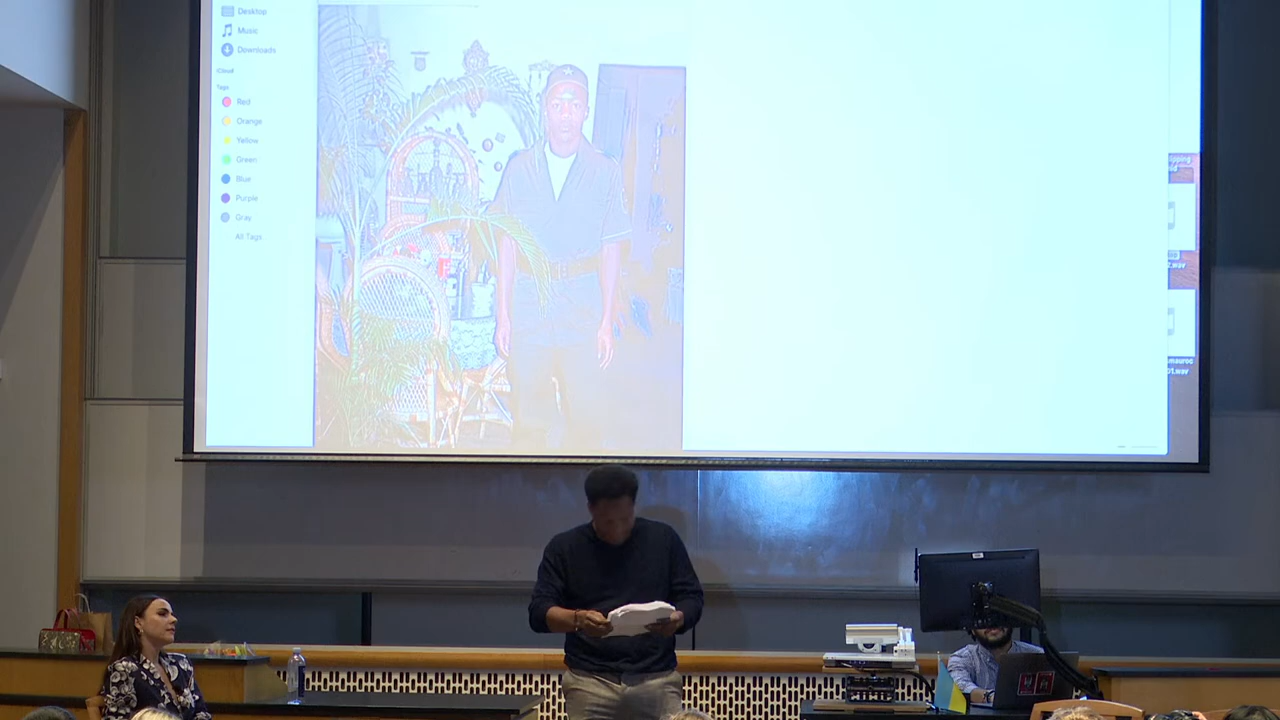 Desktop
Music
Downloads
iCloud
Tags
Red
Orange
Yellow
Green
Blue
Purple
Gray
All Tags